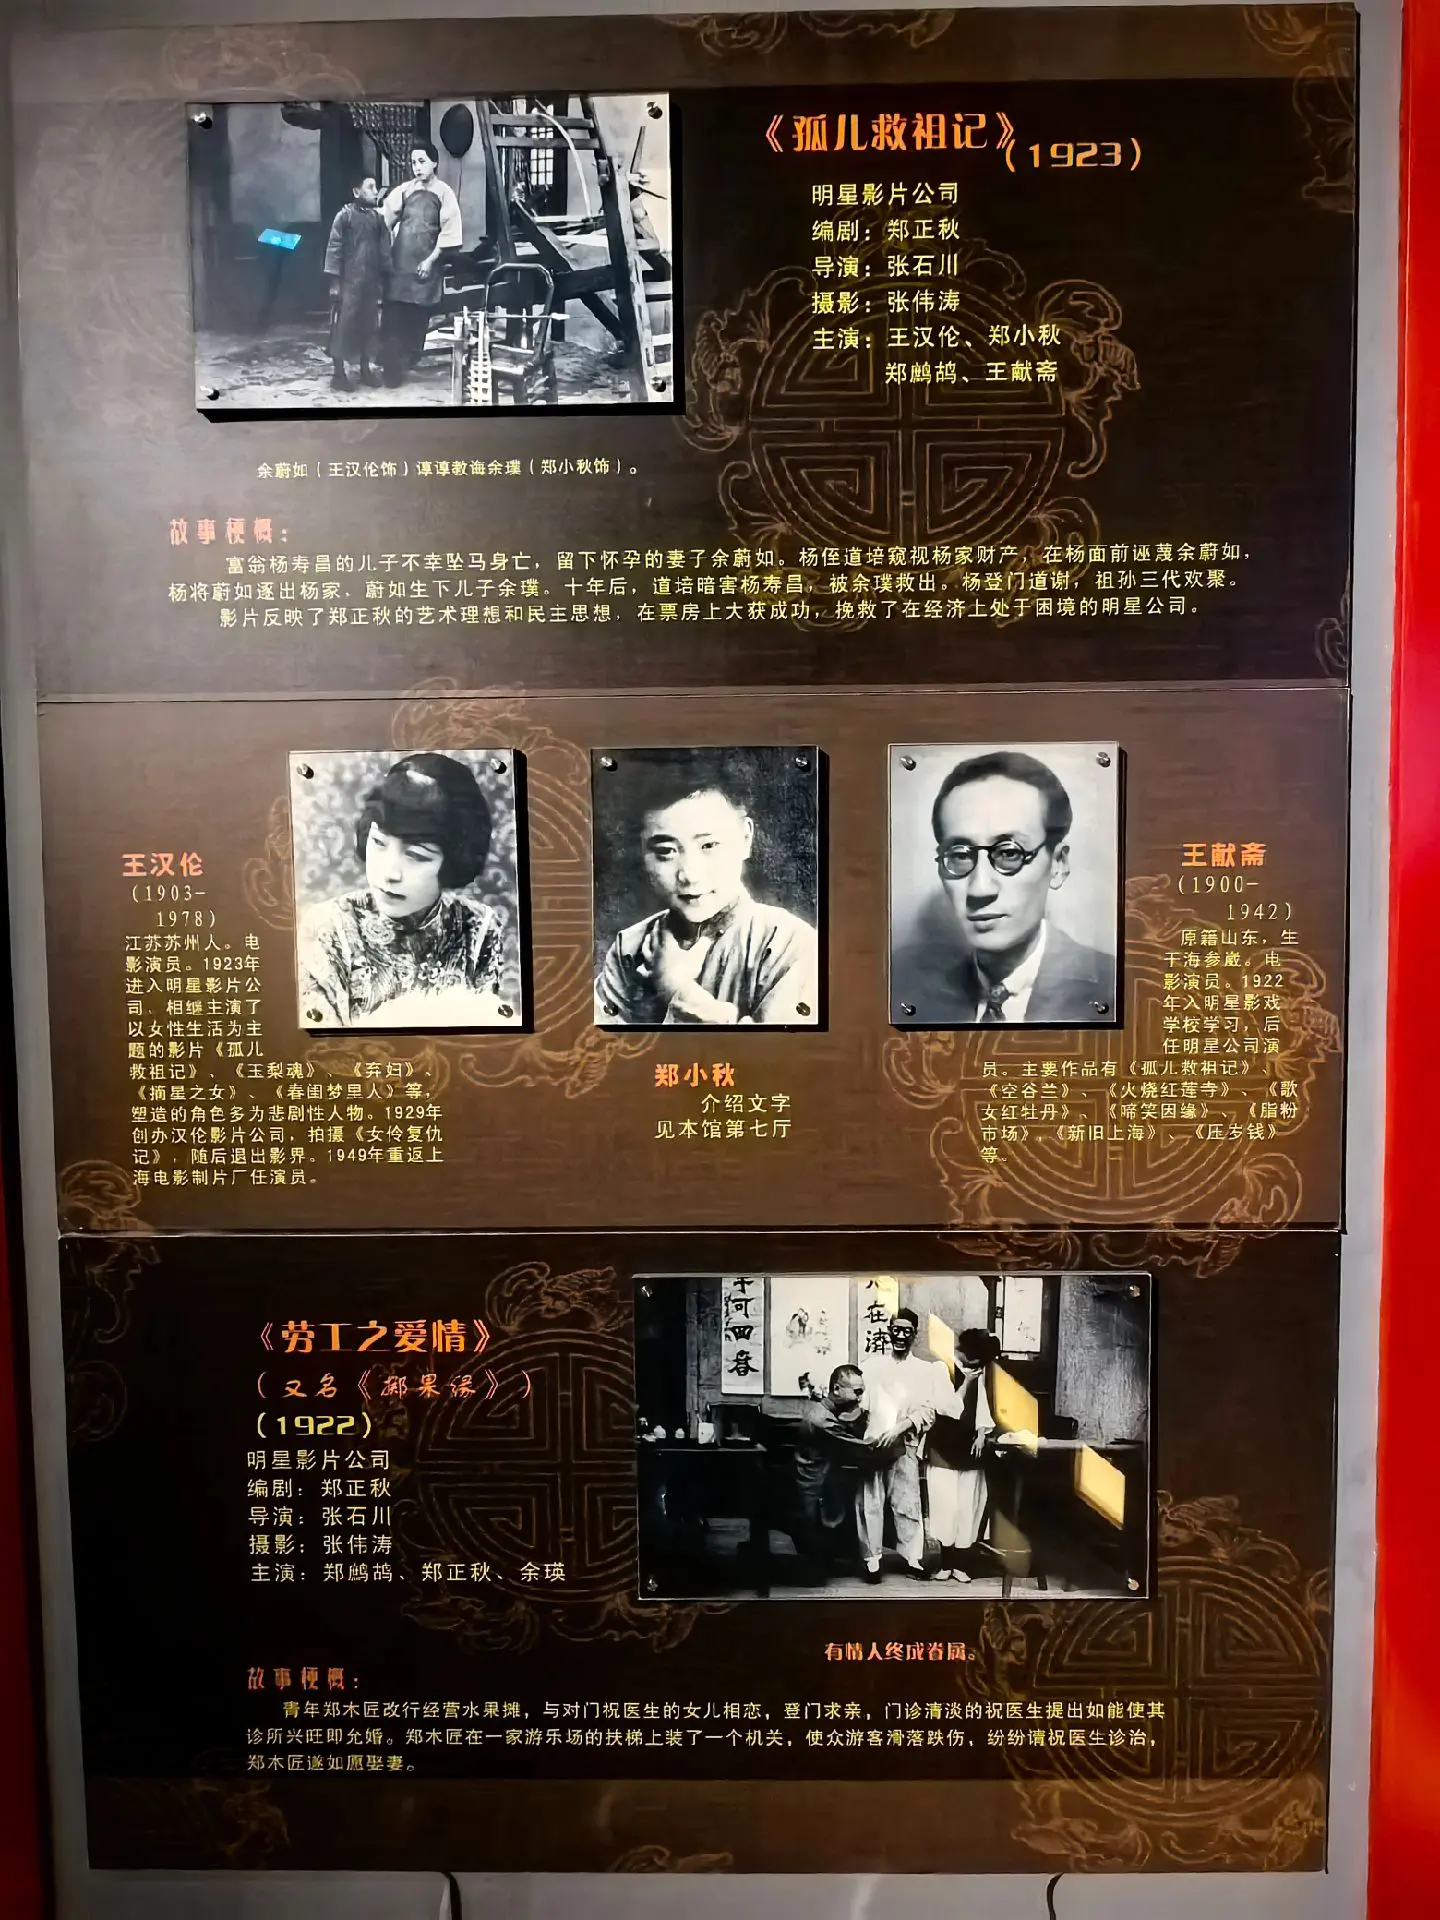 《孤儿救祖记》(1923)
明星影片公司
编剧：郑正秋
导演：张石川
摄影：张伟涛
主演：王汉伦、郑小秋
郑鹧鸪、王献斋
余蔚如（王汉伦饰）谆谆教诲余璞（郑小秋饰）。
故事梗概：
富翁杨寿昌的儿子不幸坠马身亡，留下怀孕的妻子余蔚如。杨侄道培窥视杨家财产，在杨面前诬蔑余蔚如，
杨将蔚如逐出杨家，蔚如生下儿子余璞。十年后，道培暗害杨寿昌，被余璞救出。杨登门道谢，祖孙三代欢聚。
影片反映了郑正秋的艺术理想和民主思想，在票房上大获成功，挽救了在经济上处于困境的明星公司。
王汉伦
(1903-
1978)
江苏苏州人。电
影演员。1923年
进入明星影片公
司，相继主演了
以女性生活为主
题的影片《孤儿
救祖记》、《玉梨魂》、《弃妇》、
《摘星之女》、《春闺梦里人》等，
塑造的角色多为悲剧性人物。1929年
创办汉伦影片公司，拍摄《女伶复仇
记》，随后退出影界。1949年重返上
海电影制片厂任演员。
郑小秋
介绍文字
见本馆第七厅
王献斋
(1900-
1942)
原籍山东，生
于海参崴。电
影演员。1922
年入明星影戏
学校学习，后
任明星公司演
员。主要作品有《孤儿救祖记》、
《空谷兰》、《火烧红莲寺》、《歌
女红牡丹》、《啼笑因缘》、《脂粉
市场》，《新旧上海》、《压岁钱》
等。
《劳工之爱情》
（又名《掷果缘》）
(1922)
明星影片公司
编剧：郑正秋
导演：张石川
摄影：张伟涛
主演：郑鹧鸪、郑正秋、余瑛
可四春
在濟
有情人终成眷属。
故事梗概：
青年郑木匠改行经营水果摊，与对门祝医生的女儿相恋，登门求亲，门诊清淡的祝医生提出如能使其
诊所兴旺即允婚。郑木匠在一家游乐场的扶梯上装了一个机关，使众游客滑落跌伤，纷纷请祝医生诊治，
郑木匠遂如愿娶妻。